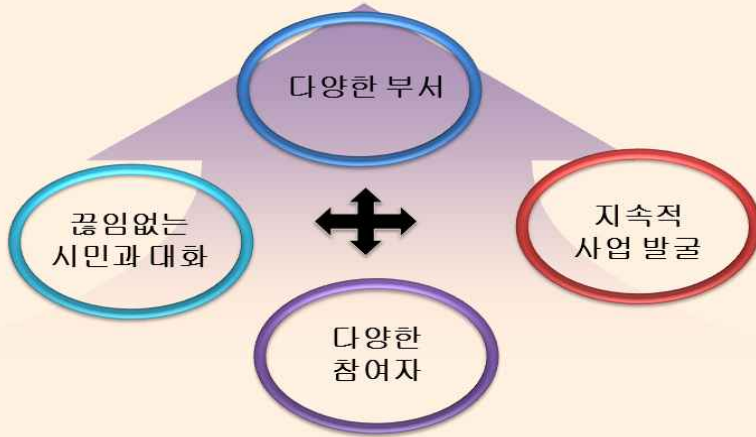 다양한 부서
끊임없는
시민과 대화
지속적
사업 발굴
다양한
참여자